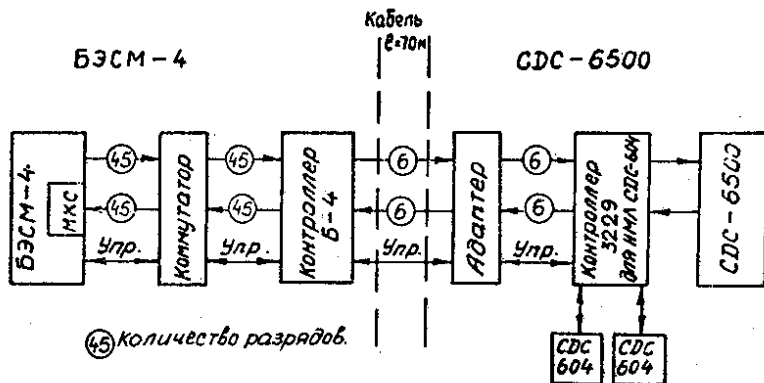 Кабель
ℓ=70м
БЭСМ-4
CDC-6500
БЭСМ-4
МКС
45
45
Упр.
Коммутатор
45
45
Упр.
Контроллер
Б-4
6
6
Упр.
Адаптер
6
6
Упр.
Контроллер
3229
для НМЛ CDC-604
CDC-6500
45 количество разрядов.
CDC
604
CDC
604